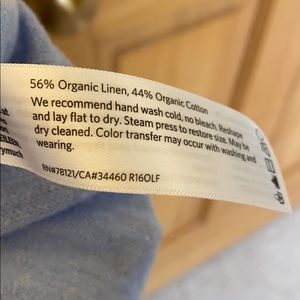 56% Organic Linen, 44% Organic Cotton
We recommend hand wash cold, no bleach. Reshape
and lay flat to dry. Steam press to restore size. May be
dry cleaned. Color transfer may occur with washing and
wearing.
RN#78121/CA#34460 R16OLF
at
EILEEN,